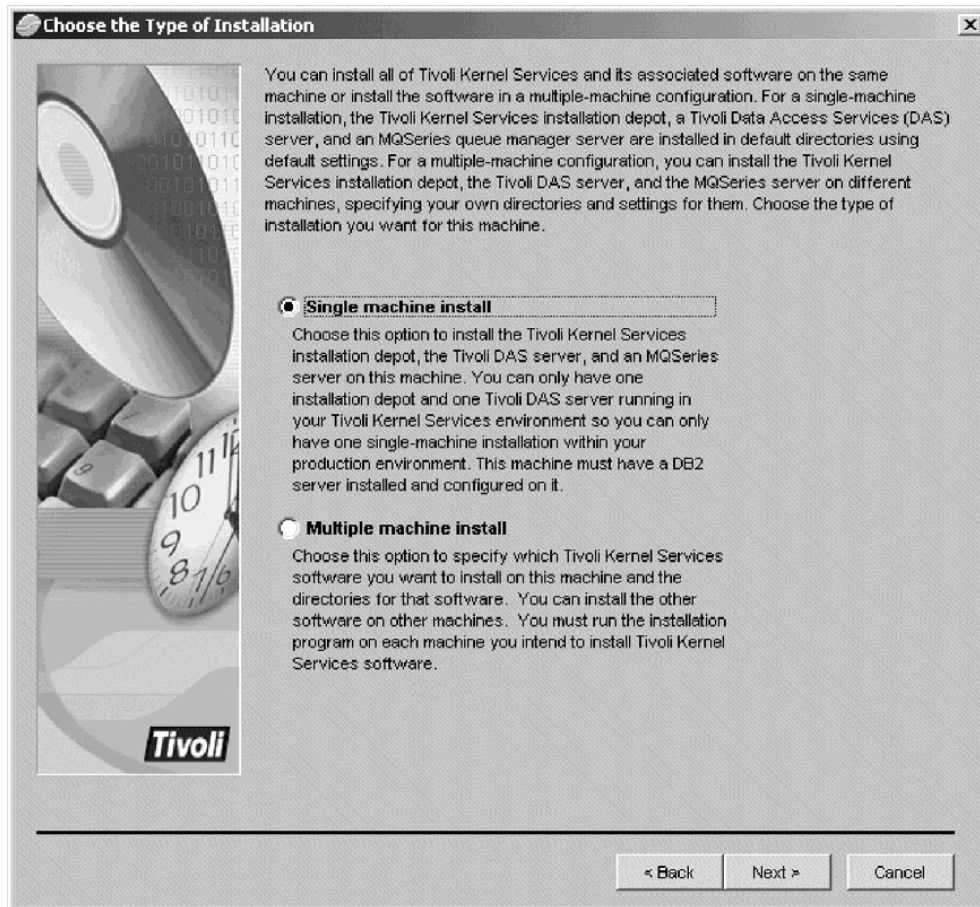 Choose the Type of Installation
You can install all of Tivoli Kernel Services and its associated software on the same
machine or install the software in a multiple-machine configuration. For a single-machine
installation, the Tivoli Kernel Services installation depot, a Tivoli Data Access Services (DAS)
server, and an MQSeries queue manager server are installed in default directories using
default settings. For a multiple-machine configuration, you can install the Tivoli Kernel
Services installation depot, the Tivoli DAS server, and the MQSeries server on different
machines, specifying your own directories and settings for them. Choose the type of
installation you want for this machine.
Single machine install
Choose this option to install the Tivoli Kernel Services
installation depot, the Tivoli DAS server, and an MQSeries
server on this machine. You can only have one
installation depot and one Tivoli DAS server running in
your Tivoli Kernel Services environment so you can only
have one single-machine installation within your
production environment. This machine must have a DB2
server installed and configured on it.
Multiple machine install
Choose this option to specify which Tivoli Kernel Services
software you want to install on this machine and the
directories for that software. You can install the other
software on other machines. You must run the installation
program on each machine you intend to install Tivoli Kernel
Services software.
11
10
9
8
7
6
Tivoli
< Back
Next >
Cancel